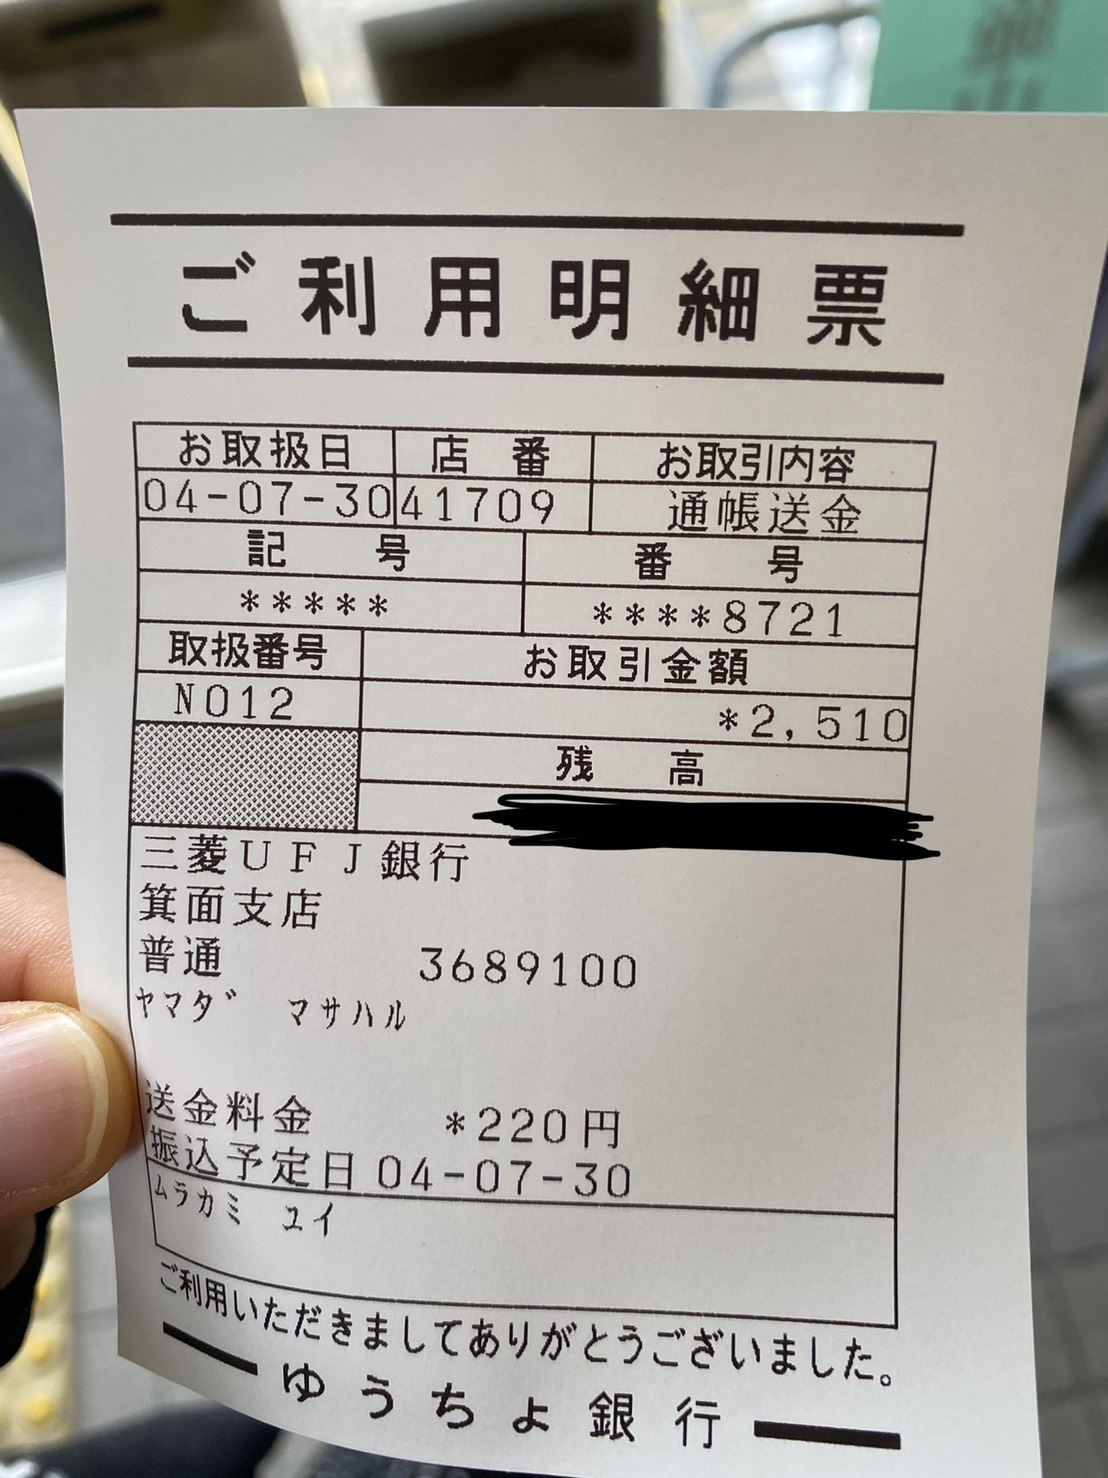 ご利用明細票
お取扱日 店番 お取引内容
04-07-30 41709 通帳送金
記号 番号
***** ****8721
取扱番号 お取引金額
N012 *2,510
残高
三菱UFJ銀行
箕面支店
普通 3689100
ヤマダ マサハル
送金料金 *220円
振込予定日 04-07-30
ムラカミ ユイ
ご利用いただきましてありがとうございました。
ゆうちょ銀行